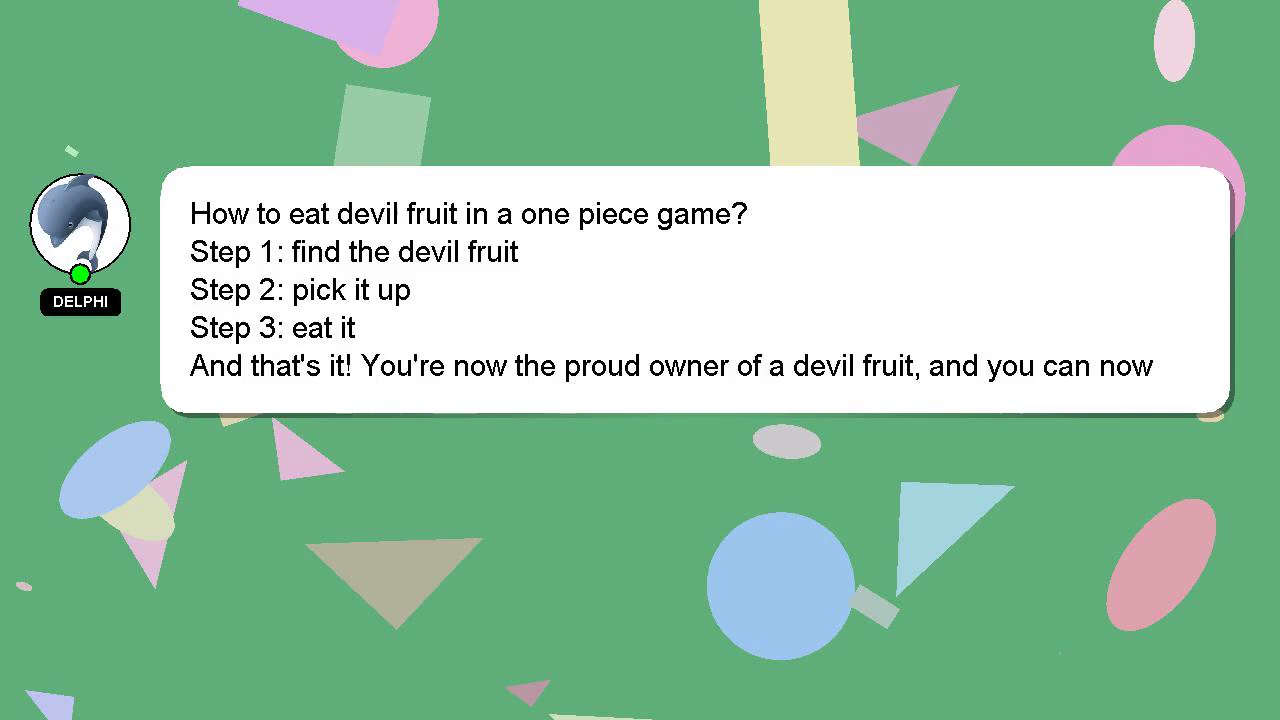 How to eat devil fruit in a one piece game?
Step 1: find the devil fruit
Step 2: pick it up
Step 3: eat it
And that's it! You're now the proud owner of a devil fruit, and you can now
DELPHI